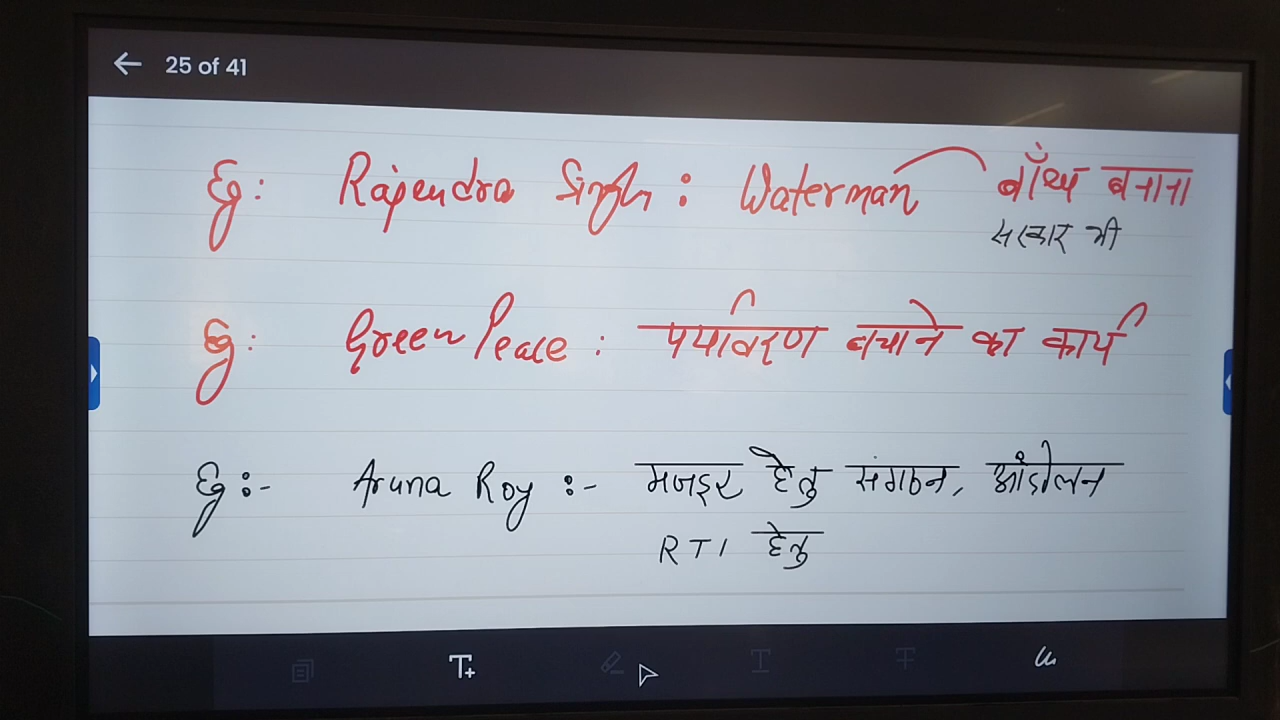 25 of 41
Eg: Rajendra Singh: Waterman बाँध बनाना
सरकार भी
Eg: Green Peace: पर्यावरण बचाने का कार्य
Eg:- Aruna Roy:- मजदूर हेतु संगठन, आंदोलन
RTI हेतु